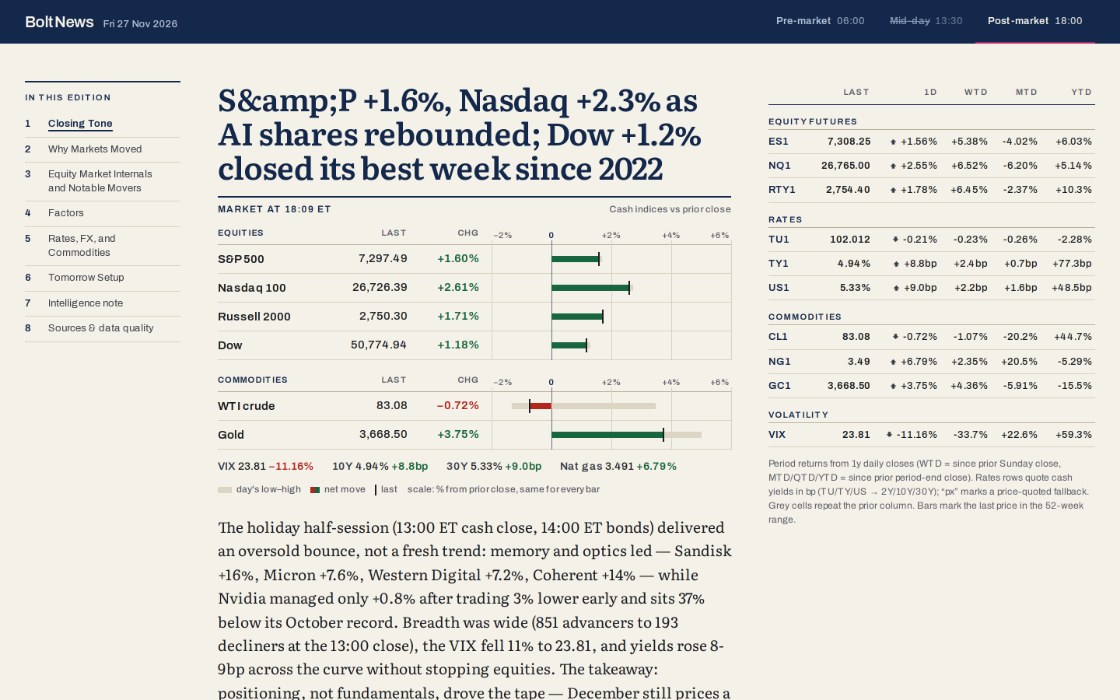 BoltNews Fri 27 Nov 2026
Pre-market 06:00 Mid-day 13:30 Post-market 18:00
IN THIS EDITION
1 Closing Tone
2 Why Markets Moved
3 Equity Market Internals
and Notable Movers
4 Factors
5 Rates, FX, and
Commodities
6 Tomorrow Setup
7 Intelligence note
8 Sources & data quality
S&amp;P +1.6%, Nasdaq +2.3% as
AI shares rebounded; Dow +1.2%
closed its best week since 2022
MARKET AT 18:09 ET Cash indices vs prior close
EQUITIES LAST CHG −2% 0 +2% +4% +6%
S&P 500 7,297.49 +1.60%
Nasdaq 100 26,726.39 +2.61%
Russell 2000 2,750.30 +1.71%
Dow 50,774.94 +1.18%
COMMODITIES LAST CHG −2% 0 +2% +4% +6%
WTI crude 83.08 −0.72%
Gold 3,668.50 +3.75%
VIX 23.81 −11.16% 10Y 4.94% +8.8bp 30Y 5.33% +9.0bp Nat gas 3.491 +6.79%
day's low–high net move last scale: % from prior close, same for every bar
The holiday half-session (13:00 ET cash close, 14:00 ET bonds) delivered
an oversold bounce, not a fresh trend: memory and optics led — Sandisk
+16%, Micron +7.6%, Western Digital +7.2%, Coherent +14% — while
Nvidia managed only +0.8% after trading 3% lower early and sits 37%
below its October record. Breadth was wide (851 advancers to 193
decliners at the 13:00 close), the VIX fell 11% to 23.81, and yields rose 8-
9bp across the curve without stopping equities. The takeaway:
positioning, not fundamentals, drove the tape — December still prices a
LAST 1D WTD MTD YTD
EQUITY FUTURES
ES1 7,308.25 +1.56% +5.38% -4.02% +6.03%
NQ1 26,765.00 +2.55% +6.52% -6.20% +5.14%
RTY1 2,754.40 +1.78% +6.45% -2.37% +10.3%
RATES
TU1 102.012 -0.21% -0.23% -0.26% -2.28%
TY1 4.94% +8.8bp +2.4bp +0.7bp +77.3bp
US1 5.33% +9.0bp +2.2bp +1.6bp +48.5bp
COMMODITIES
CL1 83.08 -0.72% -1.07% -20.2% +44.7%
NG1 3.49 +6.79% +2.35% +20.5% -5.29%
GC1 3,668.50 +3.75% +4.36% -5.91% -15.5%
VOLATILITY
VIX 23.81 -11.16% -33.7% +22.6% +59.3%
Period returns from 1y daily closes (WTD = since prior Sunday close,
MTD/QTD/YTD = since prior period-end close). Rates rows quote cash
yields in bp (TU/TY/US → 2Y/10Y/30Y); “px” marks a price-quoted fallback.
Grey cells repeat the prior column. Bars mark the last price in the 52-week
range.